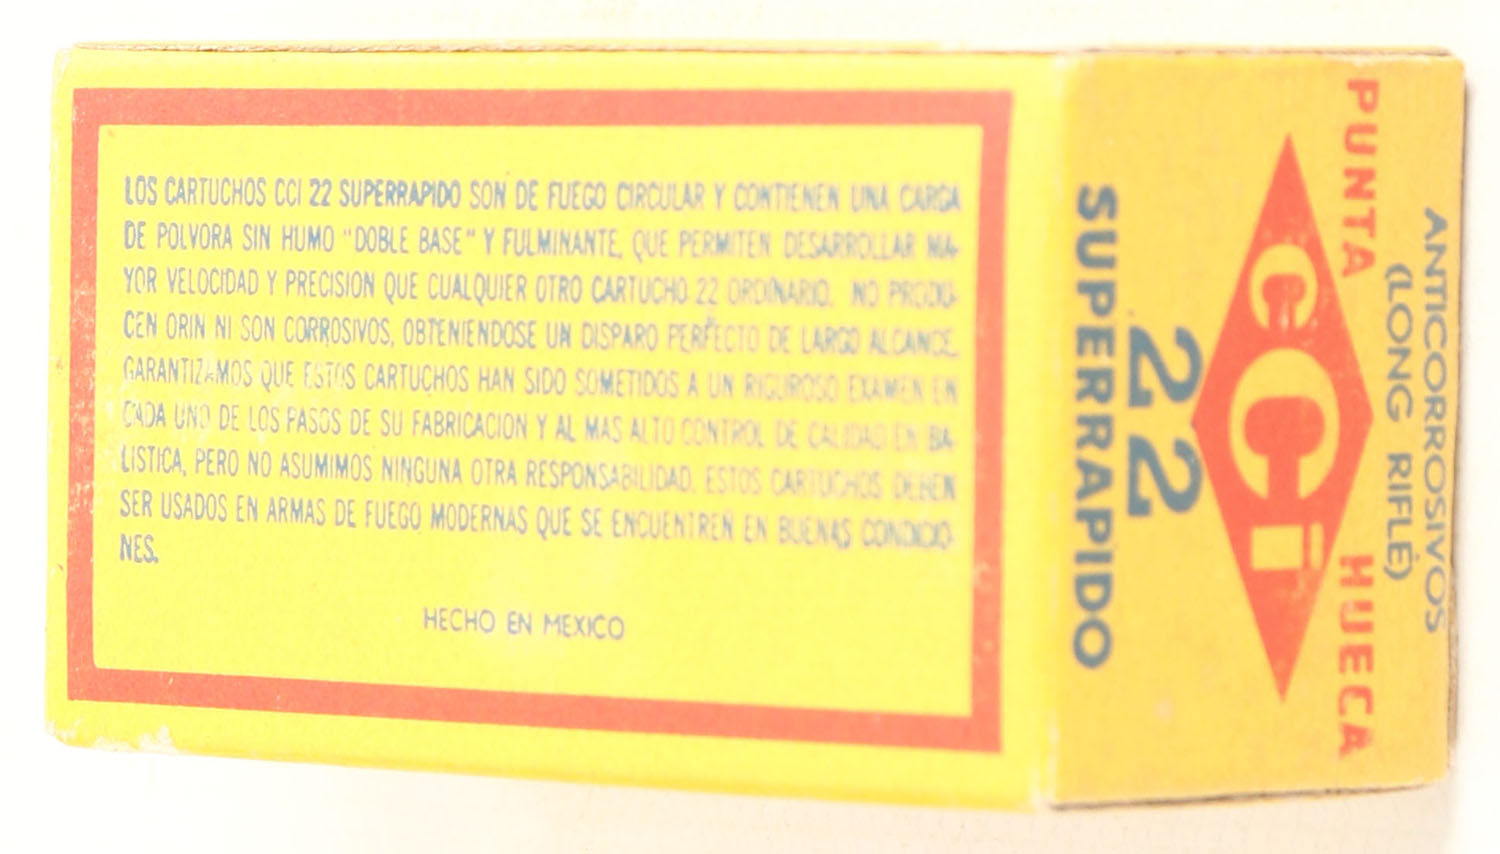 LOS CARTUCHOS CCI 22 SUPERRAPIDO SON DE FUEGO CIRCULAR Y CONTIENEN UNA CARGA
DE POLVORA SIN HUMO "DOBLE BASE" Y FULMINANTE, QUE PERMITEN DESARROLLAR MA-
YOR VELOCIDAD Y PRECISION QUE CUALQUIER OTRO CARTUCHO 22 ORDINARIO. NO PRODU-
CEN ORIN NI SON CORROSIVOS, OBTENIENDOSE UN DISPARO PERFECTO DE LARGO ALCANCE.
GARANTIZAMOS QUE ESTOS CARTUCHOS HAN SIDO SOMETIDOS A UN RIGUROSO EXAMEN EN
CADA UNO DE LOS PASOS DE SU FABRICACION Y AL MAS ALTO CONTROL DE CALIDAD EN BA-
LISTICA, PERO NO ASUMIMOS NINGUNA OTRA RESPONSABILIDAD. ESTOS CARTUCHOS DEBEN
SER USADOS EN ARMAS DE FUEGO MODERNAS QUE SE ENCUENTREN EN BUENAS CONDICIO-
NES.
HECHO EN MEXICO
ANTICORROSIVOS
(LONG RIFLE)
PUNTA HUECA
CCi
22
SUPERRAPIDO